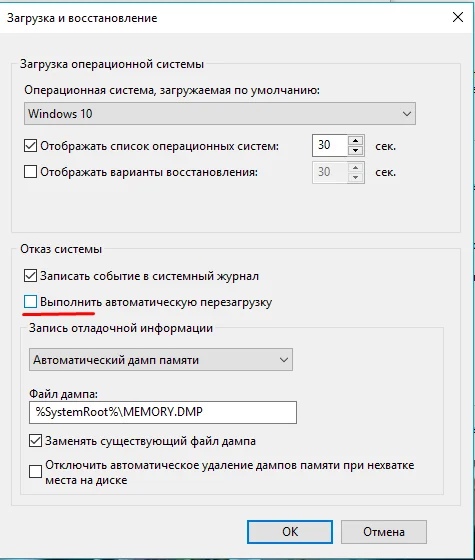 Загрузка и восстановление
Загрузка операционной системы
Операционная система, загружаемая по умолчанию:
Windows 10
Отображать список операционных систем: 30 сек.
Отображать варианты восстановления: 30 сек.
Отказ системы
Записать событие в системный журнал
Выполнить автоматическую перезагрузку
Запись отладочной информации
Автоматический дамп памяти
Файл дампа:
%SystemRoot%\MEMORY.DMP
Заменять существующий файл дампа
Отключить автоматическое удаление дампов памяти при нехватке
места на диске
ОК Отмена